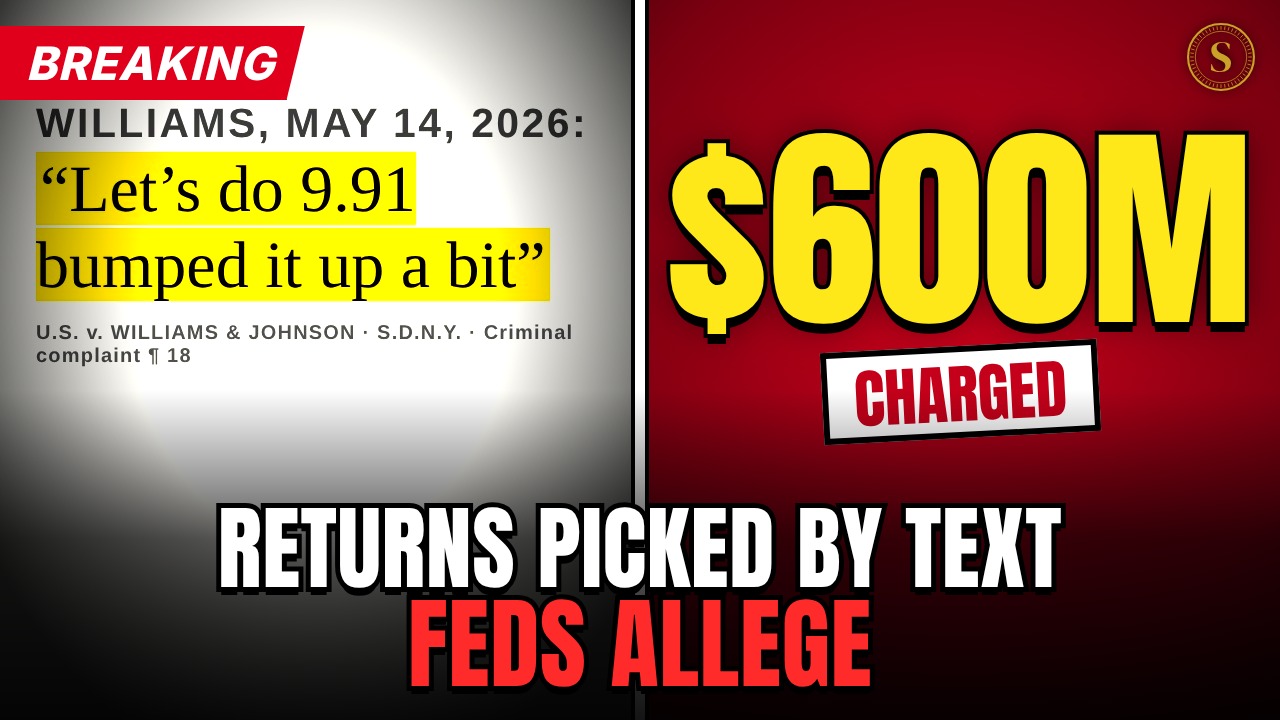 BREAKING
WILLIAMS, MAY 14, 2026:
“Let’s do 9.91
bumped it up a bit”
U.S. v. WILLIAMS & JOHNSON · S.D.N.Y. · Criminal
complaint ¶ 18
S
$600M
CHARGED
RETURNS PICKED BY TEXT
FEDS ALLEGE